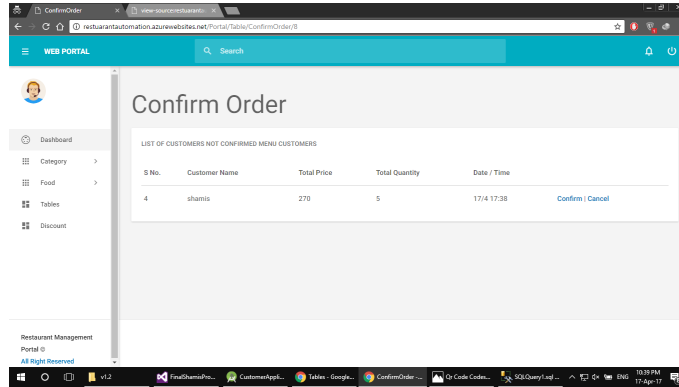 ConfirmOrder
view-source:restuarantau
restuarantautomation.azurewebsites.net/Portal/Table/ConfirmOrder/8
WEB PORTAL
Search
Confirm Order
Dashboard
Category
Food
Tables
Discount
LIST OF CUSTOMERS NOT CONFIRMED MENU CUSTOMERS
S No. Customer Name Total Price Total Quantity Date / Time
4 shamis 270 5 17/4 17:38 Confirm | Cancel
Restaurant Management
Portal ©
All Right Reserved
v1.2 FinalShamisPro... CustomerAppli... Tables - Google... ConfirmOrder -... Qr Code Codes... SQLQuery1.sql ... ENG 10:39 PM
17-Apr-17